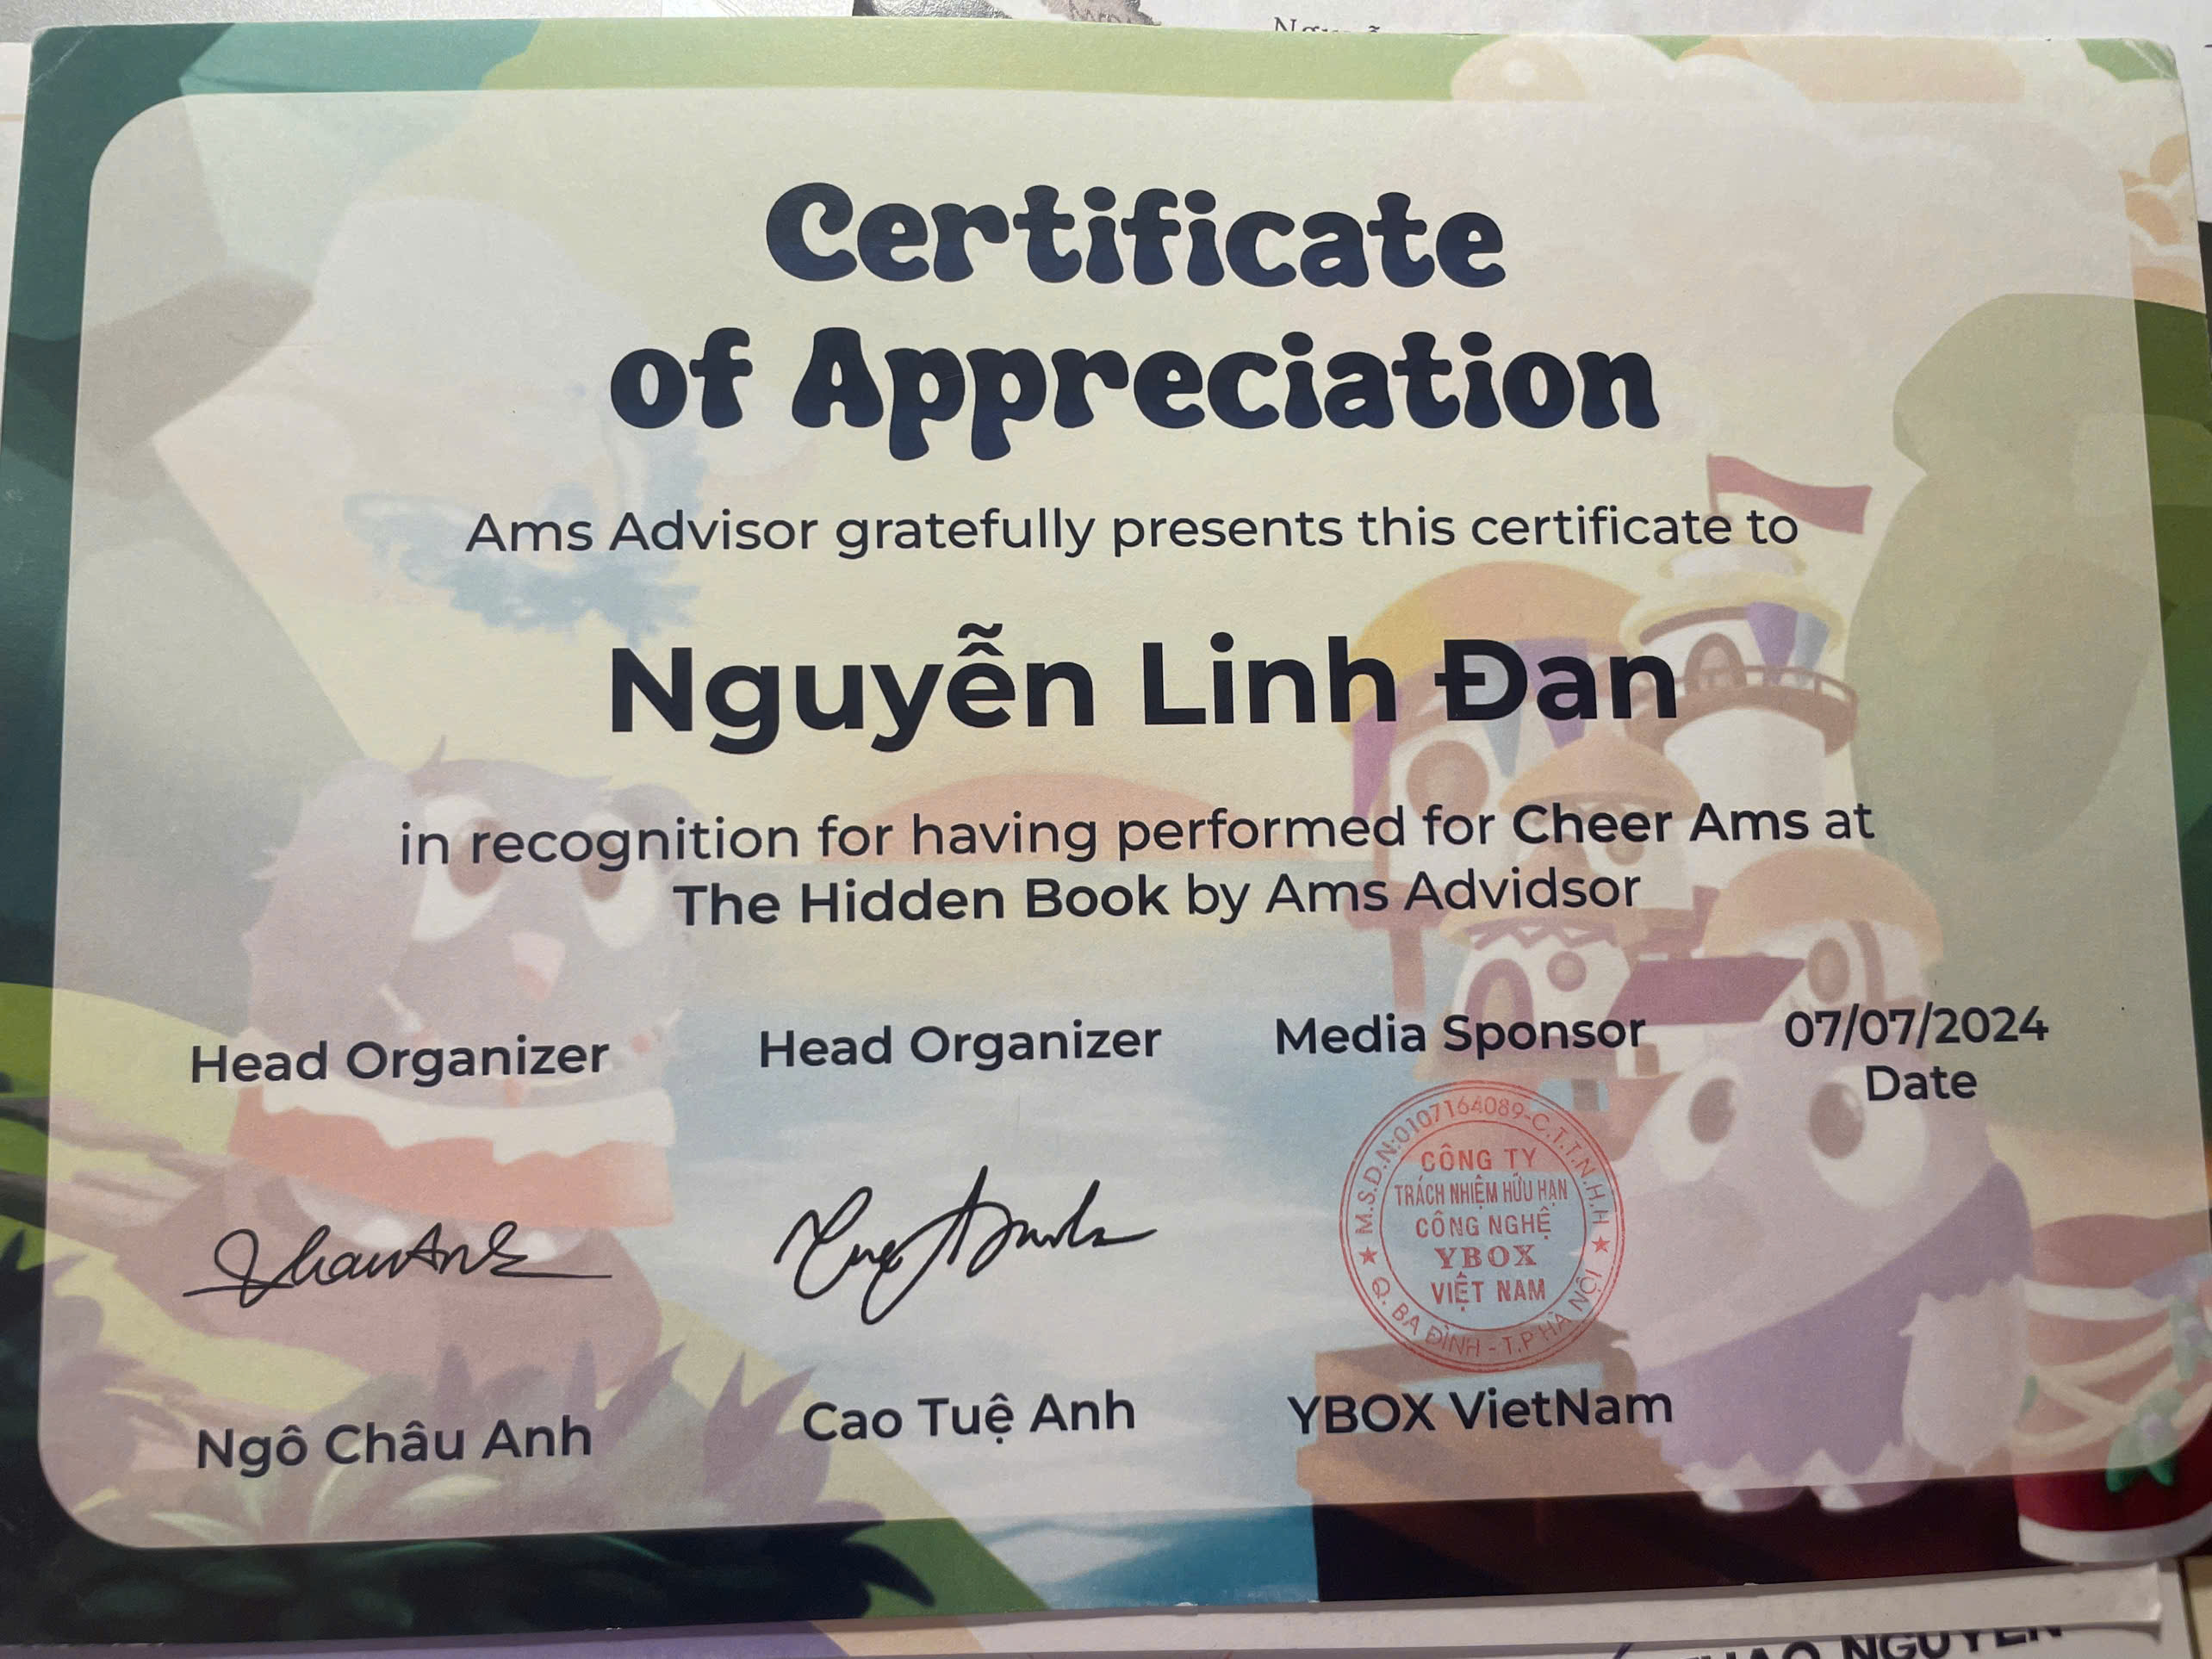 Certificate
of Appreciation
Ams Advisor gratefully presents this certificate to
Nguyễn Linh Đan
in recognition for having performed for Cheer Ams at
The Hidden Book by Ams Advidsor
Head Organizer
Head Organizer
Media Sponsor
07/07/2024
Date
M.S.D.N:0107164089-C.T.T.N.H.H
CÔNG TY
TRÁCH NHIỆM HỮU HẠN
CÔNG NGHỆ
YBOX
VIỆT NAM
Q. BA ĐÌNH - T.P HÀ NỘI
Ngô Châu Anh
Cao Tuệ Anh
YBOX VietNam
NGUYEN